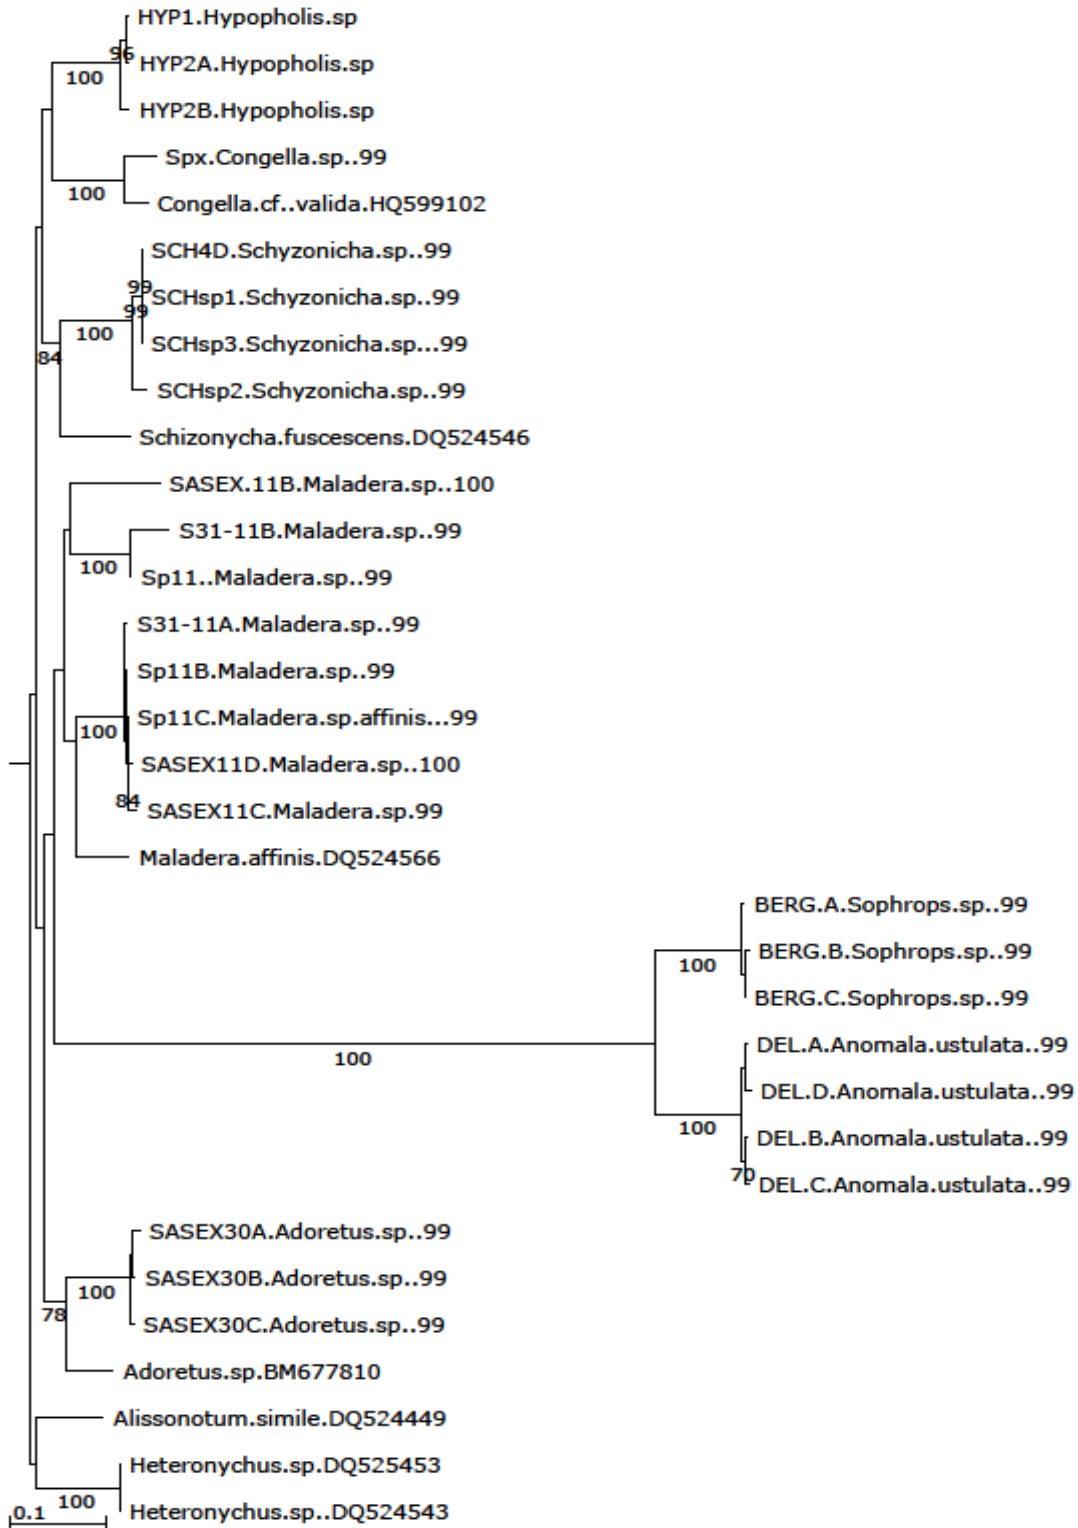 HYP1.Hypopholis.sp
96
HYP2A.Hypopholis.sp
100
HYP2B.Hypopholis.sp
Spx.Congella.sp..99
100
Congella.cf..valida.HQ599102
SCH4D.Schyzonicha.sp..99
99
SCHsp1.Schyzonicha.sp..99
99
100
SCHsp3.Schyzonicha.sp...99
84
SCHsp2.Schyzonicha.sp..99
Schizonycha.fuscescens.DQ524546
SASEX.11B.Maladera.sp..100
S31-11B.Maladera.sp..99
100
Sp11..Maladera.sp..99
S31-11A.Maladera.sp..99
Sp11B.Maladera.sp..99
Sp11C.Maladera.sp.affinis...99
100
SASEX11D.Maladera.sp..100
84
SASEX11C.Maladera.sp.99
Maladera.affinis.DQ524566
BERG.A.Sophrops.sp..99
BERG.B.Sophrops.sp..99
100
BERG.C.Sophrops.sp..99
DEL.A.Anomala.ustulata..99
100
DEL.D.Anomala.ustulata..99
100
DEL.B.Anomala.ustulata..99
70
DEL.C.Anomala.ustulata..99
SASEX30A.Adoretus.sp..99
SASEX30B.Adoretus.sp..99
100
78
SASEX30C.Adoretus.sp..99
Adoretus.sp.BM677810
Alissonotum.simile.DQ524449
Heteronychus.sp.DQ525453
100
0.1
Heteronychus.sp..DQ524543